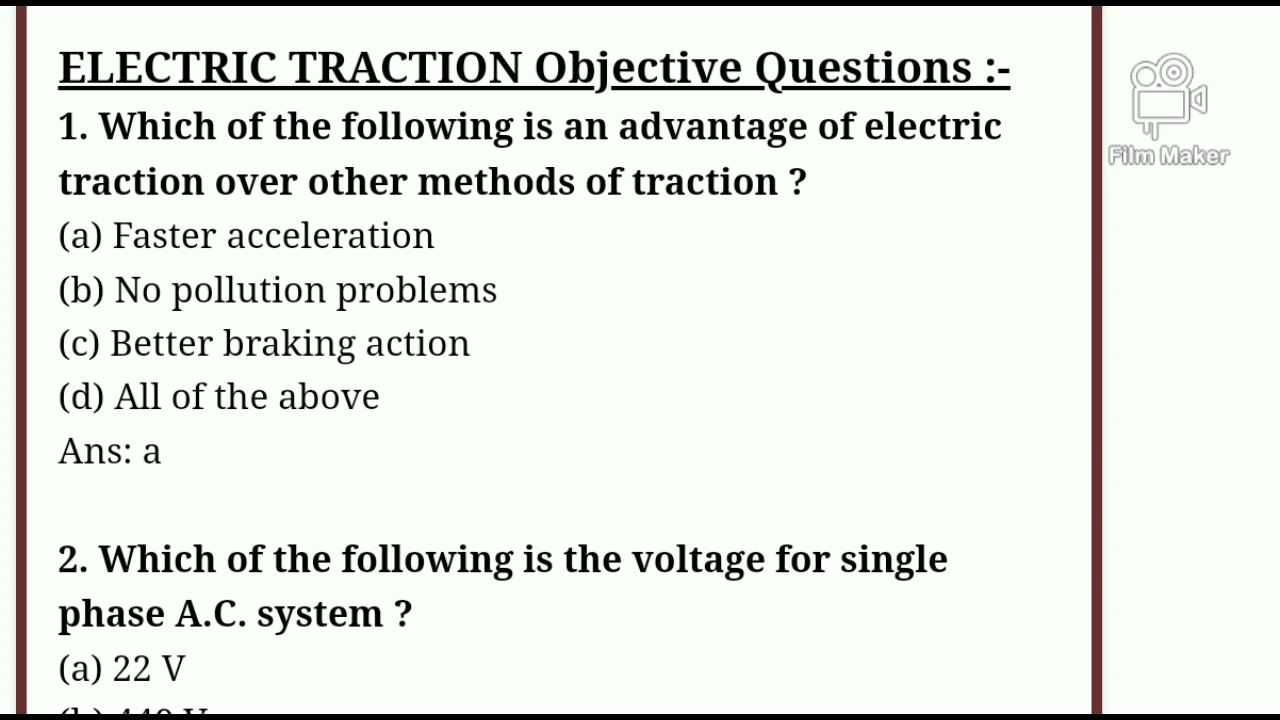 ELECTRIC TRACTION Objective Questions :-
1. Which of the following is an advantage of electric
traction over other methods of traction ?
(a) Faster acceleration
(b) No pollution problems
(c) Better braking action
(d) All of the above
Ans: a
2. Which of the following is the voltage for single
phase A.C. system ?
(a) 22 V
Film Maker